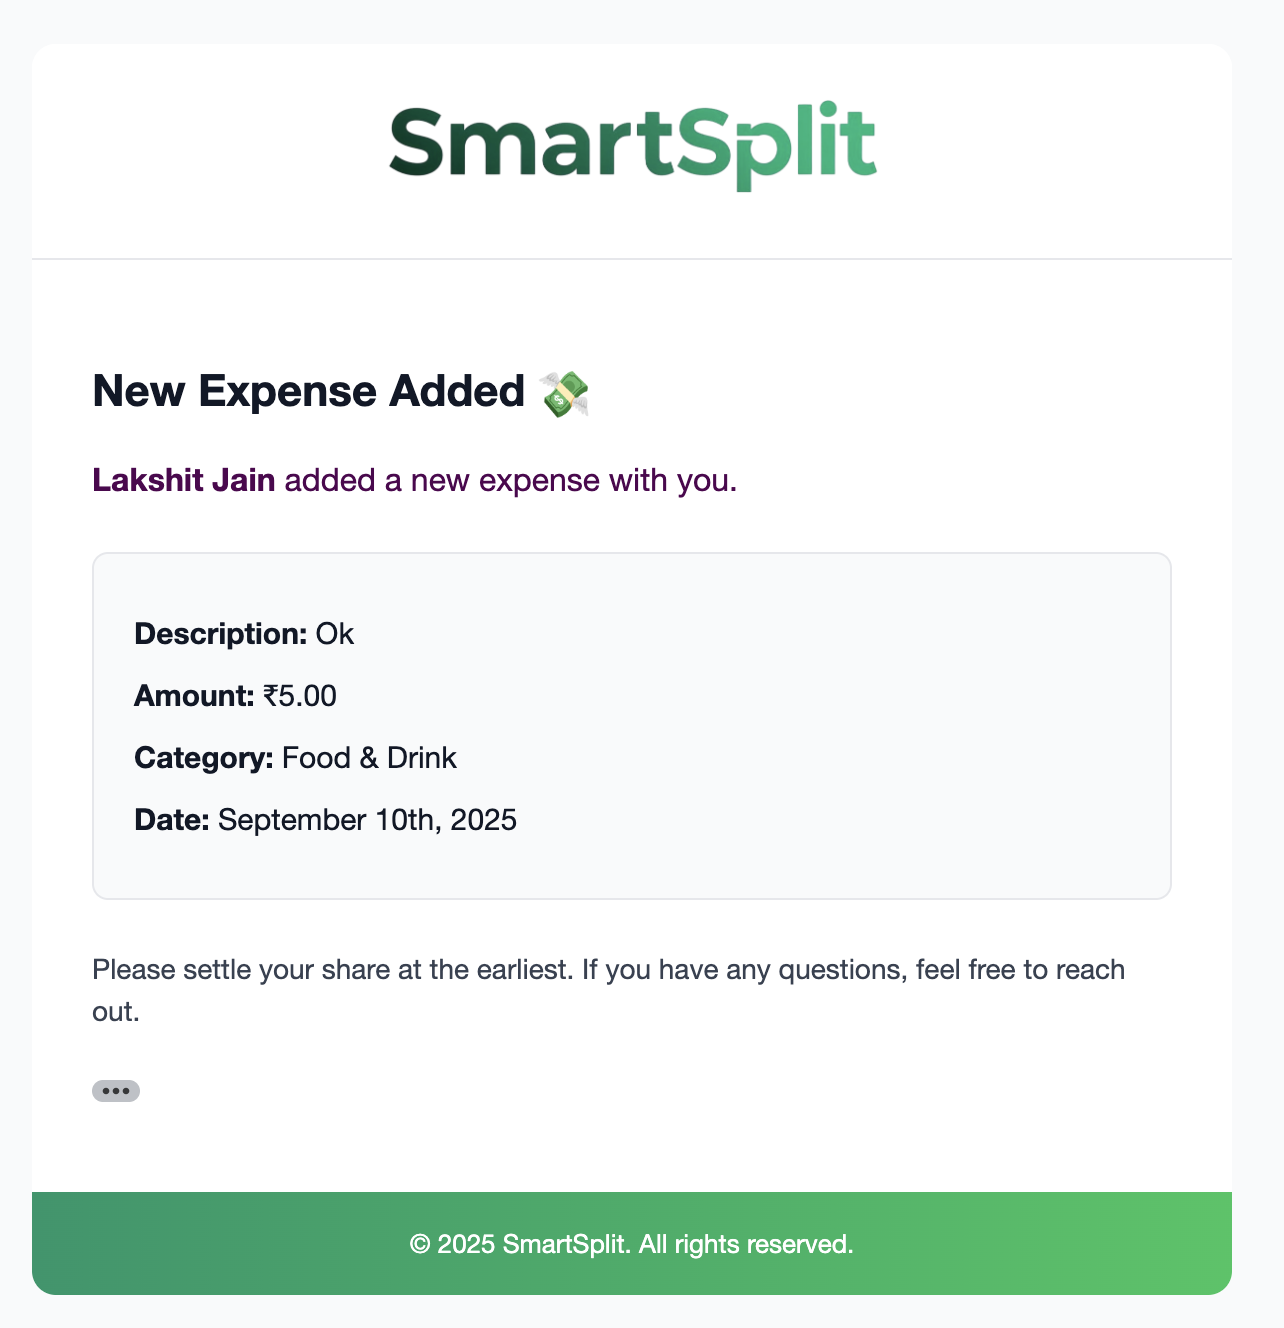 SmartSplit
New Expense Added 💸
Lakshit Jain added a new expense with you.
Description: Ok
Amount: ₹5.00
Category: Food & Drink
Date: September 10th, 2025
Please settle your share at the earliest. If you have any questions, feel free to reach
out.
•••
© 2025 SmartSplit. All rights reserved.